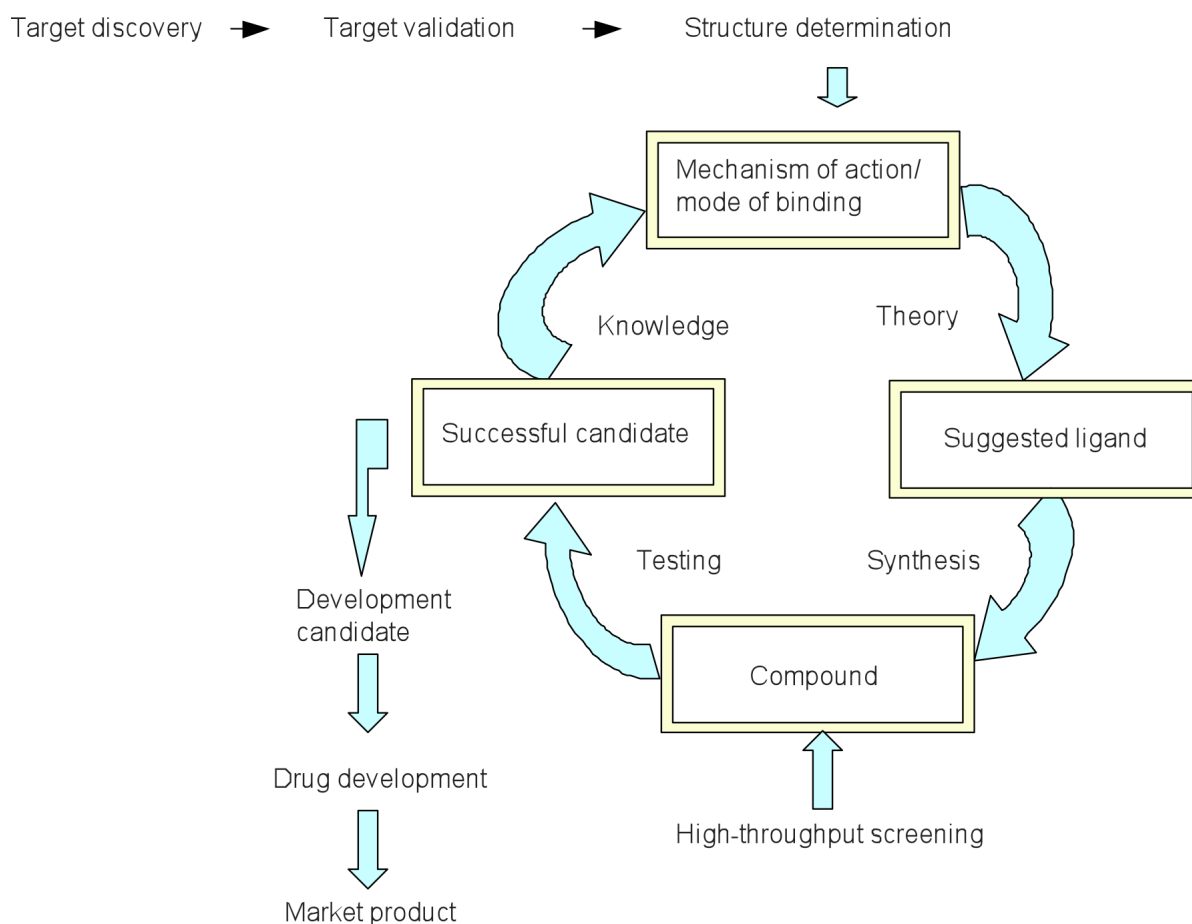 Target discovery
Target validation
Structure determination
Mechanism of action/
mode of binding
Knowledge
Theory
Successful candidate
Suggested ligand
Testing
Synthesis
Development
candidate
Compound
Drug development
High-throughput screening
Market product